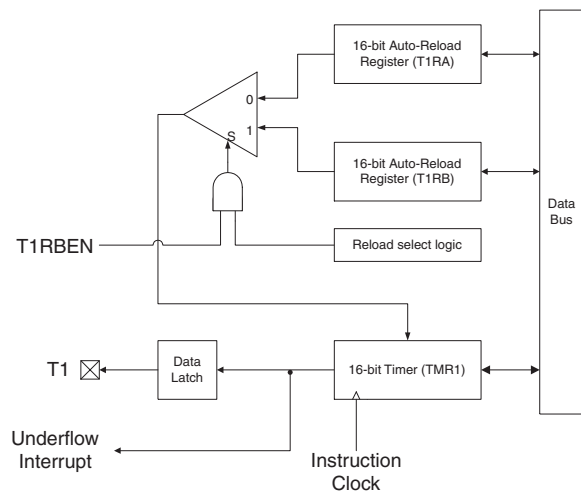 16-bit Auto-Reload
Register (T1RA)
0
1
S
16-bit Auto-Reload
Register (T1RB)
Data
Bus
T1RBEN
Reload select logic
T1
Data
Latch
16-bit Timer (TMR1)
Underflow
Interrupt
Instruction
Clock